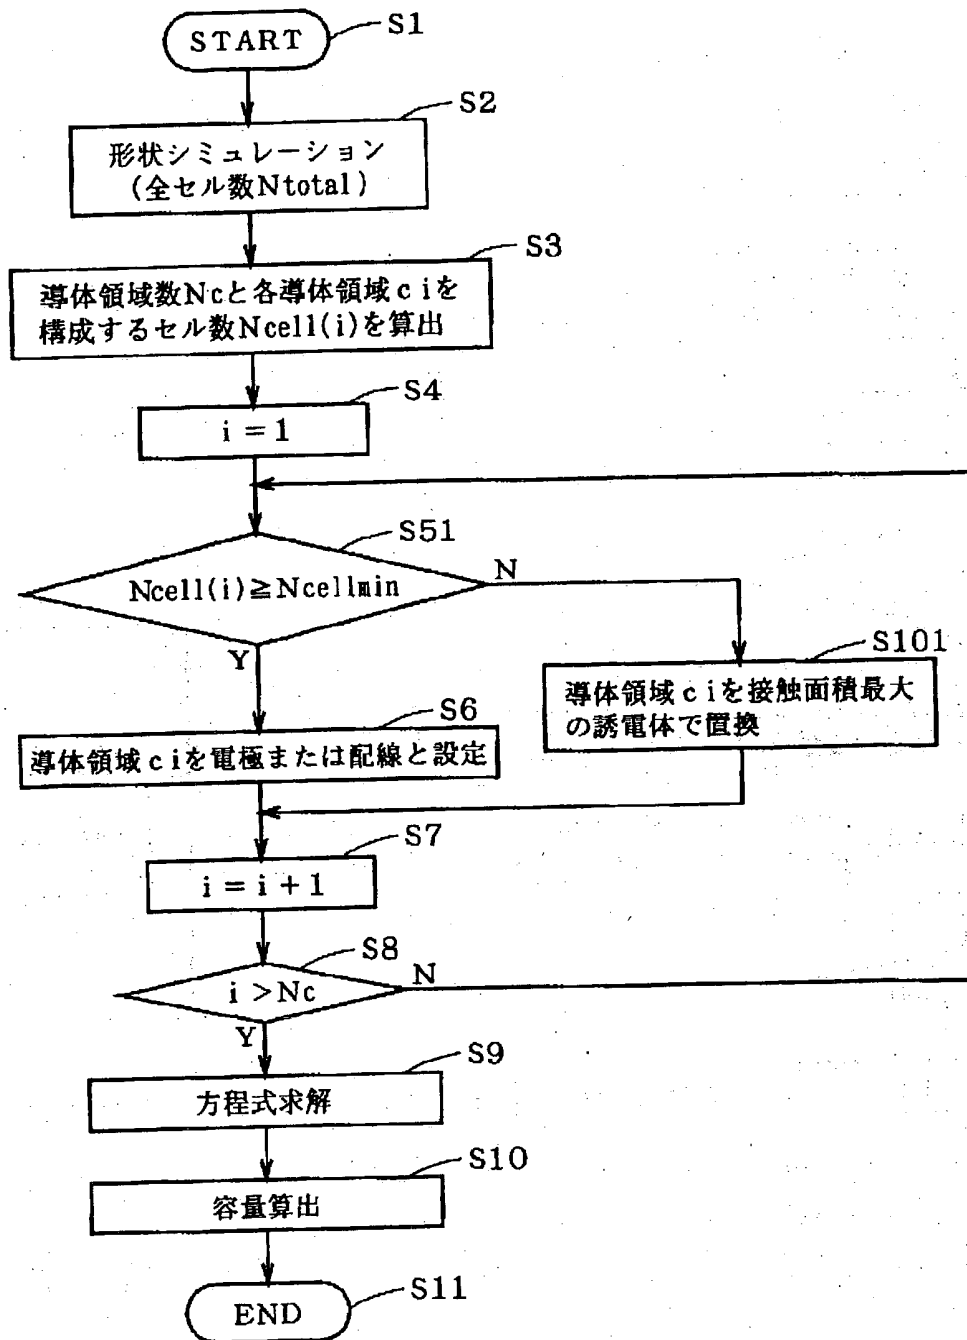 START
S1
S2
形状シミュレーション
(全セル数Ntotal)
S3
導体領域数Ncと各導体領域ciを
構成するセル数Ncell(i)を算出
S4
i=1
S51
Ncell(i)≧Ncellmin
N
Y
S101
導体領域ciを接触面積最大
の誘電体で置換
S6
導体領域ciを電極または配線と設定
S7
i=i+1
S8
i>Nc
N
Y
S9
方程式求解
S10
容量算出
S11
END